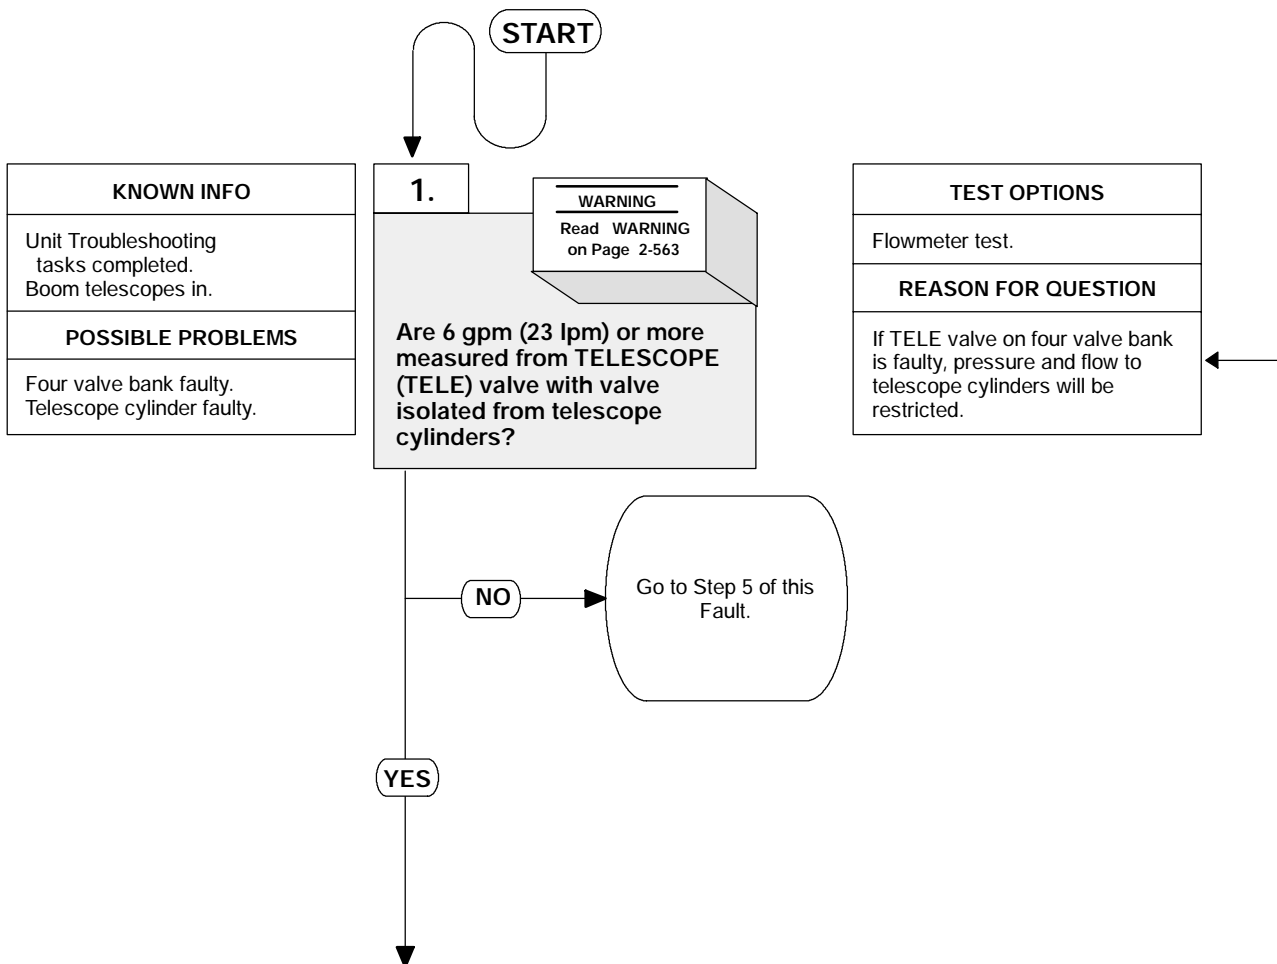 START
KNOWN INFO
Unit Troubleshooting
tasks completed.
Boom telescopes in.
POSSIBLE PROBLEMS
Four valve bank faulty.
Telescope cylinder faulty.
1.
WARNING
Read WARNING
on Page 2-563
Are 6 gpm (23 lpm) or more
measured from TELESCOPE
(TELE) valve with valve
isolated from telescope
cylinders?
TEST OPTIONS
Flowmeter test.
REASON FOR QUESTION
If TELE valve on four valve bank
is faulty, pressure and flow to
telescope cylinders will be
restricted.
NO
Go to Step 5 of this
Fault.
YES